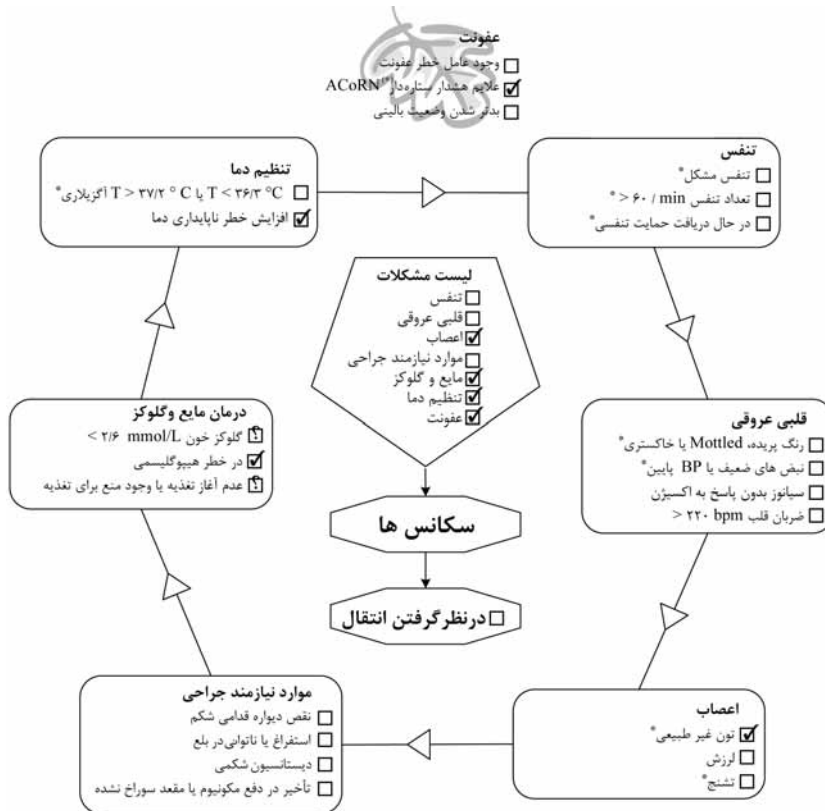 عفونت
وجود عامل خطر عفونت
علایم هشدار ستاره‌دار* ACoRN
بدتر شدن وضعیت بالینی
تنفس
تنفس مشکل*
تعداد تنفس ۶۰ / min < *
در حال دریافت حمایت تنفسی*
قلبی عروقی
رنگ پریده، Mottled یا خاکستری*
نبض های ضعیف یا BP پایین*
سیانوز بدون پاسخ به اکسیژن
ضربان قلب ۲۲۰ bpm <
اعصاب
تون غیر طبیعی*
لرزش
تشنج*
موارد نیازمند جراحی
نقص دیواره قدامی شکم
استفراغ یا ناتوانی در بلع
دیستانسیون شکمی
تأخیر در دفع مکونیوم یا مقعد سوراخ نشده
درمان مایع وگلوکز
گلوکز خون ۲/۶ mmol/L >
در خطر هیپوگلیسمی
عدم آغاز تغذیه یا وجود منع برای تغذیه
تنظیم دما
T < ۳۶/۳ °C یا T > ۳۷/۲ °C آگزیلاری*
افزایش خطر ناپایداری دما
لیست مشکلات
تنفس
قلبی عروقی
اعصاب
موارد نیازمند جراحی
مایع و گلوکز
تنظیم دما
عفونت
سکانس ها
درنظرگرفتن انتقال